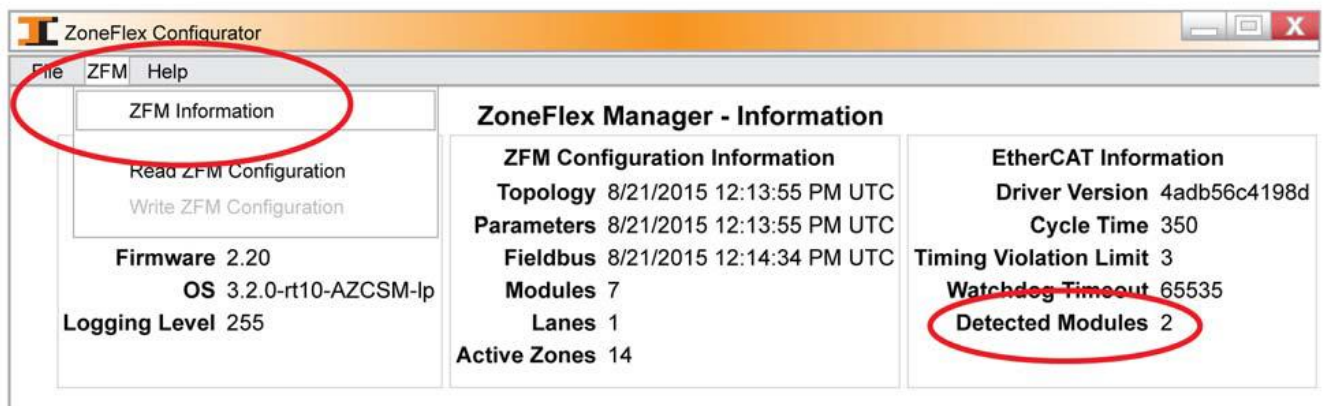 ZoneFlex Configurator
File ZFM Help
ZFM Information
Read ZFM Configuration
Write ZFM Configuration
Firmware 2.20
OS 3.2.0-rt10-AZCSM-lp
Logging Level 255
ZoneFlex Manager - Information
ZFM Configuration Information
Topology 8/21/2015 12:13:55 PM UTC
Parameters 8/21/2015 12:13:55 PM UTC
Fieldbus 8/21/2015 12:14:34 PM UTC
Modules 7
Lanes 1
Active Zones 14
EtherCAT Information
Driver Version 4adb56c4198d
Cycle Time 350
Timing Violation Limit 3
Watchdog Timeout 65535
Detected Modules 2